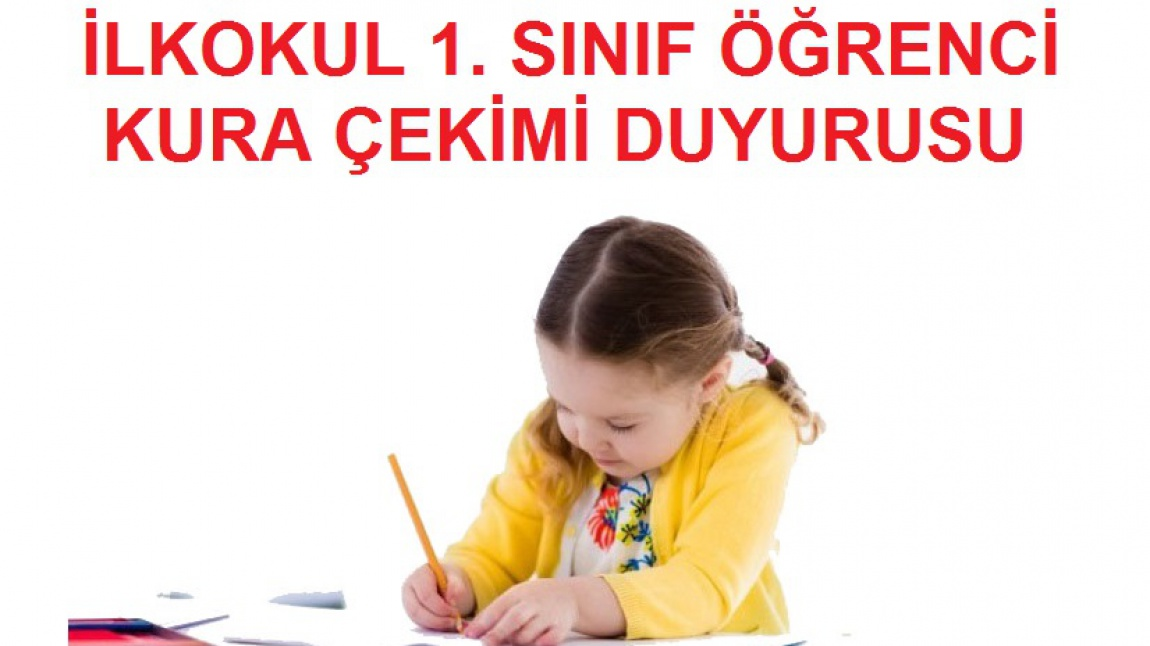 İLKOKUL 1. SINIF ÖĞRENCİ
KURA ÇEKİMİ DUYURUSU